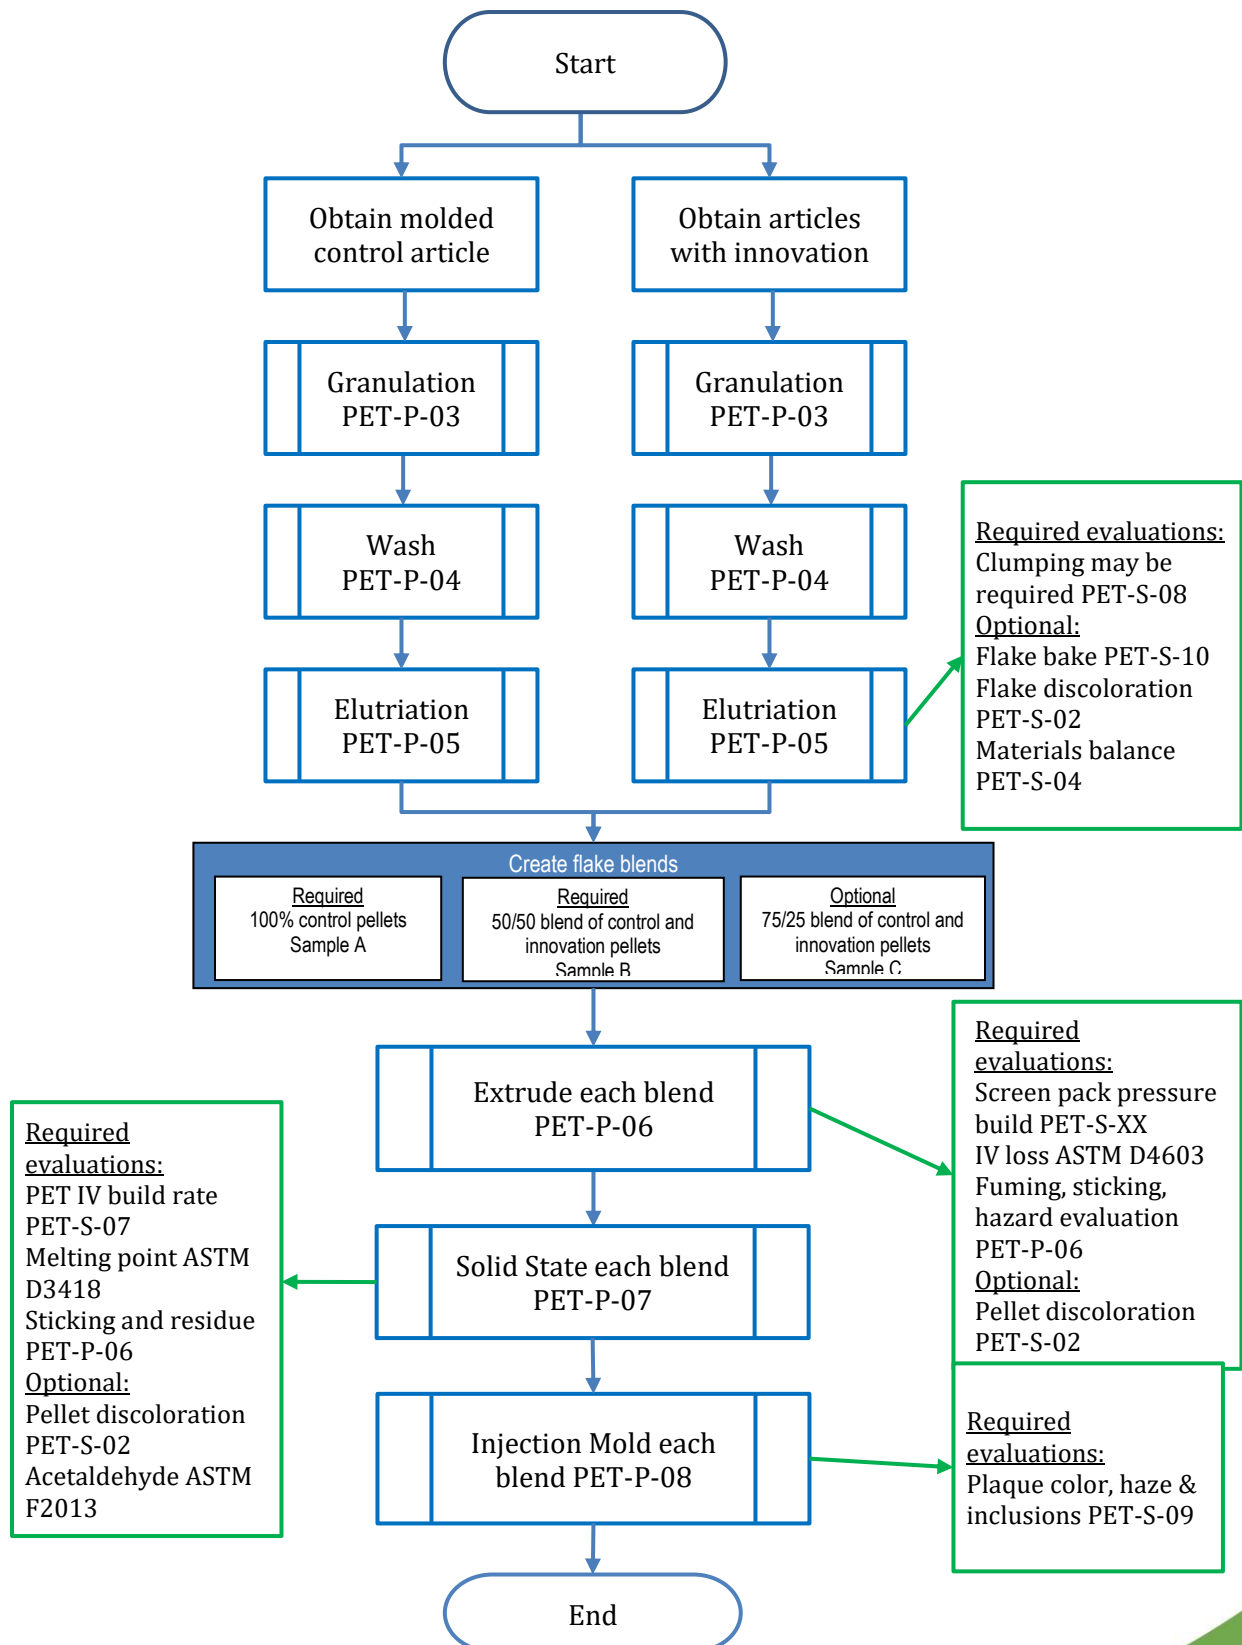 Start
Obtain molded
control article
Obtain articles
with innovation
Granulation
PET-P-03
Granulation
PET-P-03
Wash
PET-P-04
Wash
PET-P-04
Elutriation
PET-P-05
Elutriation
PET-P-05
Required evaluations:
Clumping may be
required PET-S-08
Optional:
Flake bake PET-S-10
Flake discoloration
PET-S-02
Materials balance
PET-S-04
Create flake blends
Required
100% control pellets
Sample A
Required
50/50 blend of control and
innovation pellets
Sample B
Optional
75/25 blend of control and
innovation pellets
Sample C
Extrude each blend
PET-P-06
Required
evaluations:
Screen pack pressure
build PET-S-XX
IV loss ASTM D4603
Fuming, sticking,
hazard evaluation
PET-P-06
Optional:
Pellet discoloration
PET-S-02
Solid State each blend
PET-P-07
Required
evaluations:
PET IV build rate
PET-S-07
Melting point ASTM
D3418
Sticking and residue
PET-P-06
Optional:
Pellet discoloration
PET-S-02
Acetaldehyde ASTM
F2013
Injection Mold each
blend PET-P-08
Required
evaluations:
Plaque color, haze &
inclusions PET-S-09
End